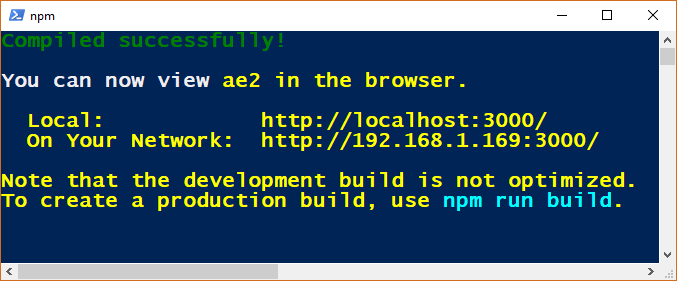 npm
Compiled successfully!
You can now view ae2 in the browser.
Local: http://localhost:3000/
On Your Network: http://192.168.1.169:3000/
Note that the development build is not optimized.
To create a production build, use npm run build.